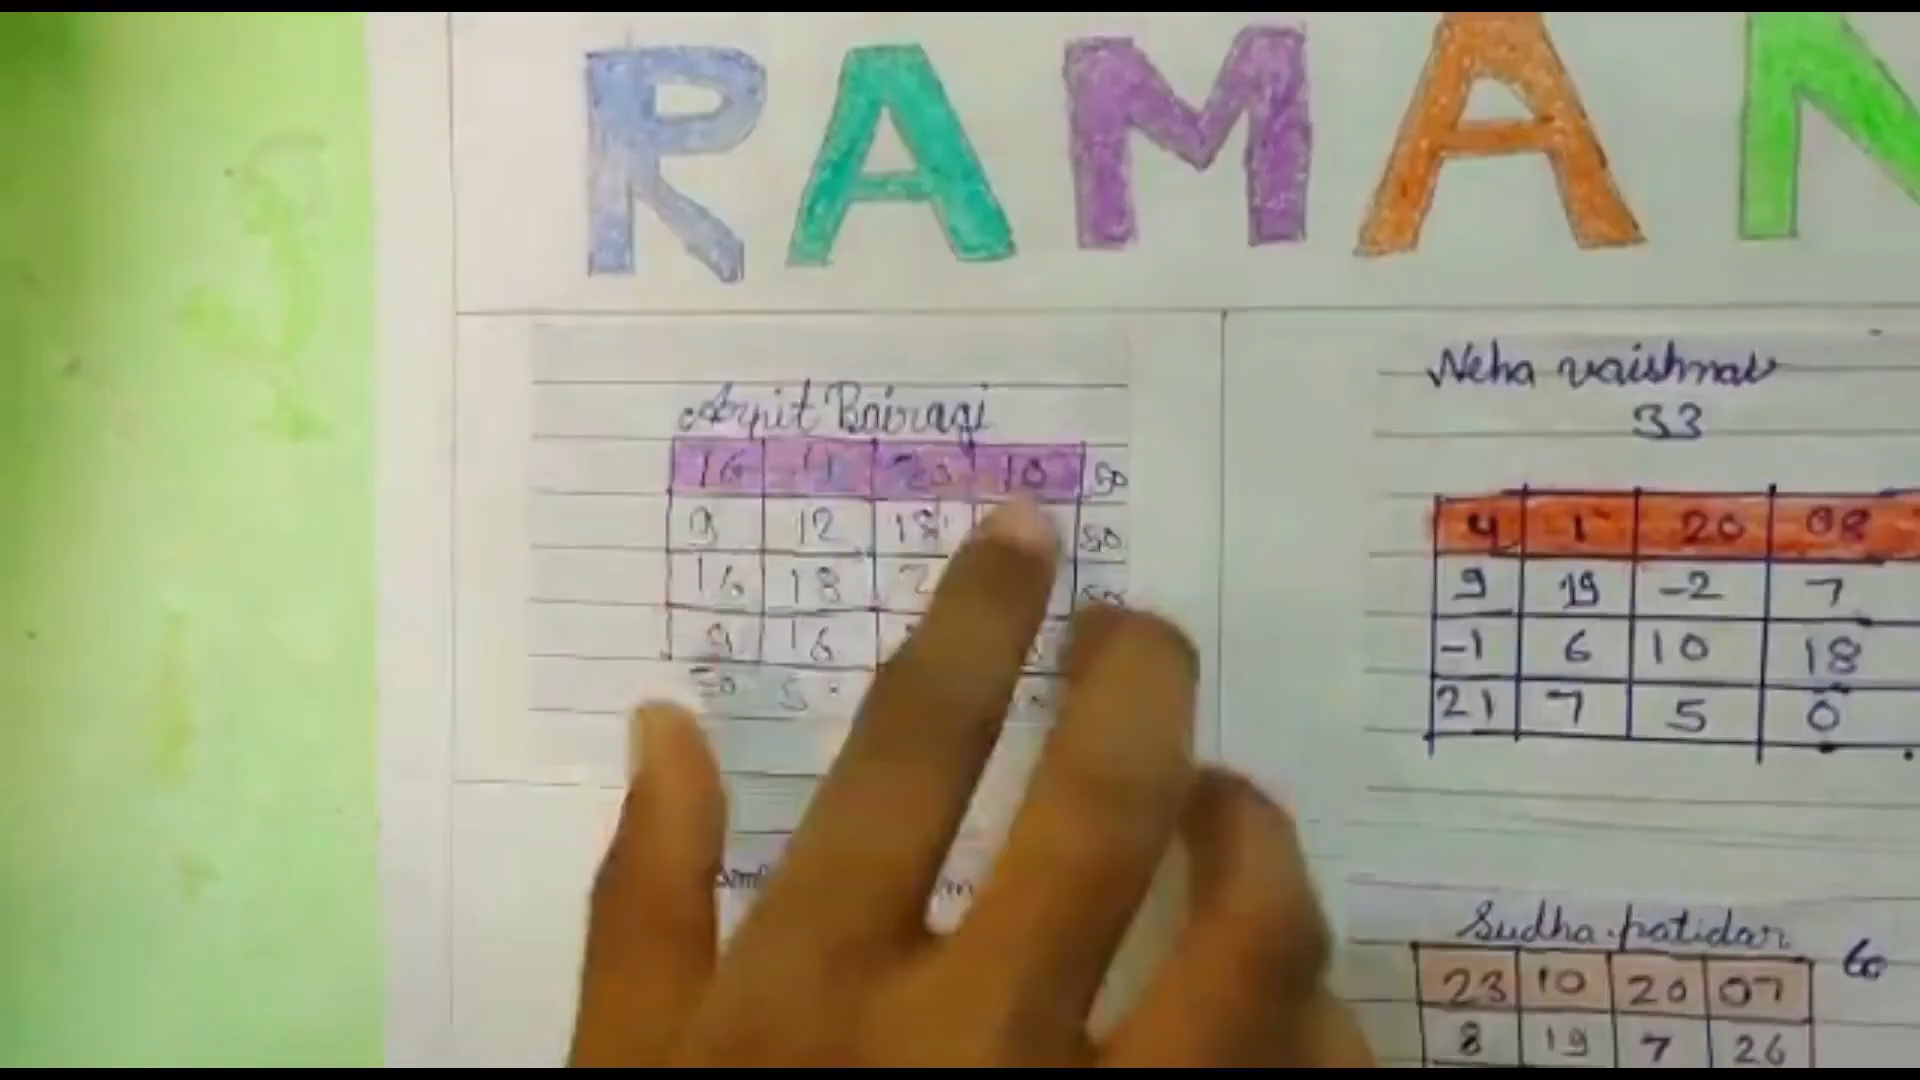 RAMAN
Arpit Bairagi
16 20 10 50
9 12 18 50
16 18 50
9 16
50
Neha vaishnav
33
4 -1 20 08
9 19 -2 7
-1 6 10 18
21 7 5 0
Sudha patidar 60
23 10 20 07
8 19 7 26